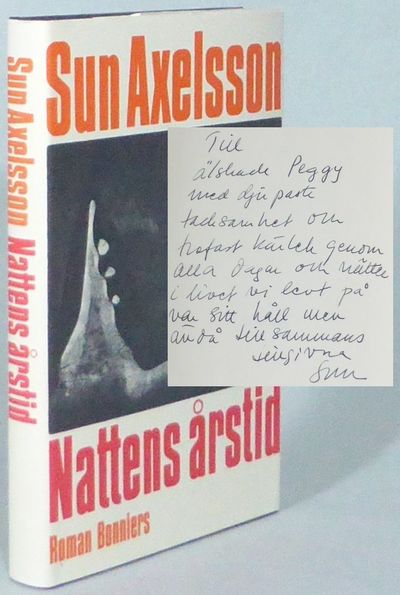 Sun Axelsson
Nattens årstid
Sun Axelsson
Till
älskade Peggy
med djupaste
tacksamhet och
trofast kärlek genom
alla dagar och nätter
i livet vi levt på
var sitt håll men
ändå tillsammans
Sun
Nattens årstid
Roman Bonniers